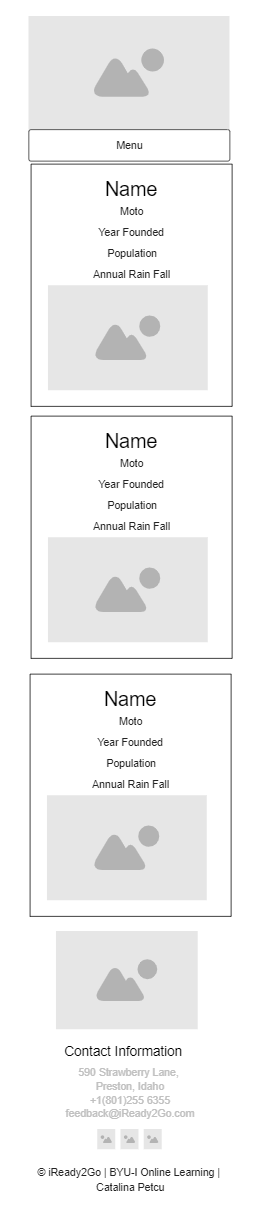 Menu
Name
Moto
Year Founded
Population
Annual Rain Fall
Name
Moto
Year Founded
Population
Annual Rain Fall
Name
Moto
Year Founded
Population
Annual Rain Fall
Contact Information
590 Strawberry Lane,
Preston, Idaho
+1(801)255 6355
feedback@iReady2Go.com
© iReady2Go | BYU-I Online Learning |
Catalina Petcu